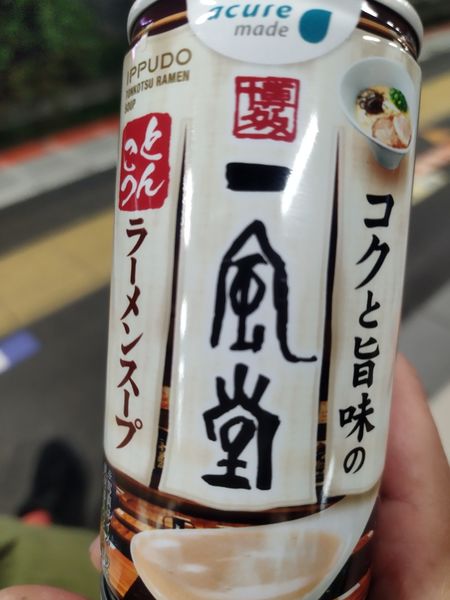 acure
made
IPPUDO
TONKOTSU RAMEN
SOUP
コクと旨味の
博多
一風堂
とんこつ
ラーメンスープ